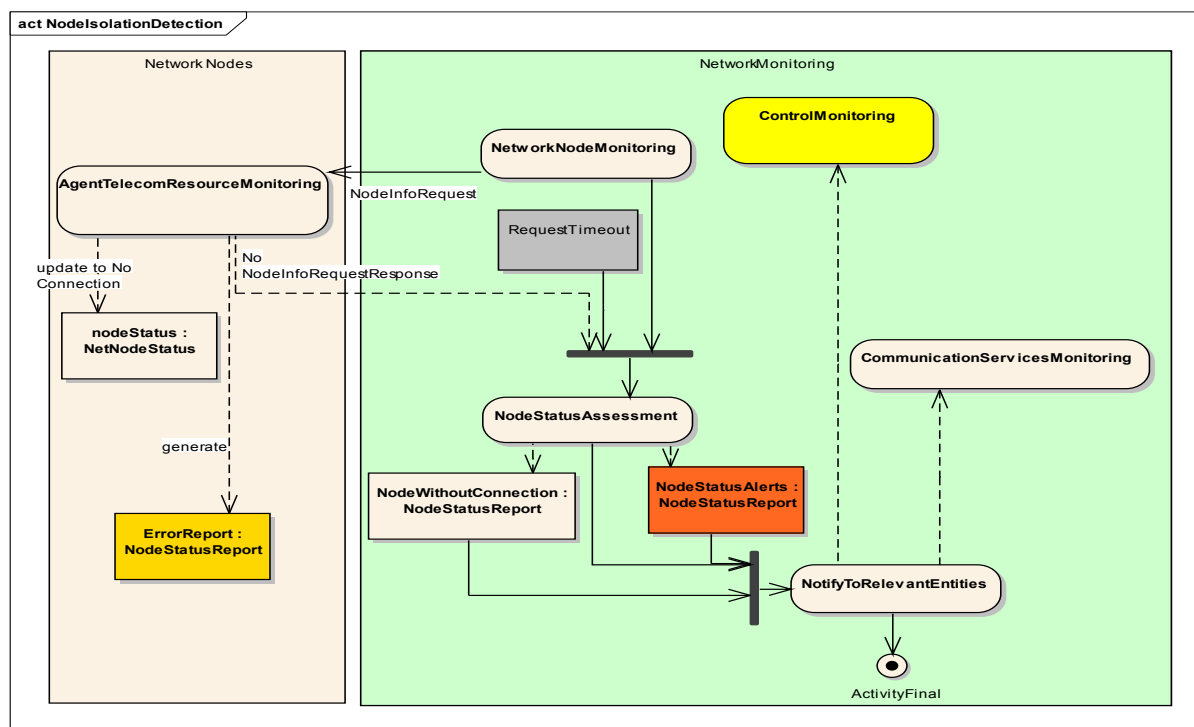 act NodeIsolationDetection
Network Nodes
NetworkMonitoring
ControlMonitoring
NetworkNodeMonitoring
AgentTelecomResourceMonitoring
NodeInfoRequest
RequestTimeout
No
NodeInfoRequestResponse
update to No
Connection
nodeStatus :
NetNodeStatus
CommunicationServicesMonitoring
NodeStatusAssessment
generate
NodeWithoutConnection :
NodeStatusReport
NodeStatusAlerts :
NodeStatusReport
ErrorReport :
NodeStatusReport
NotifyToRelevantEntities
ActivityFinal